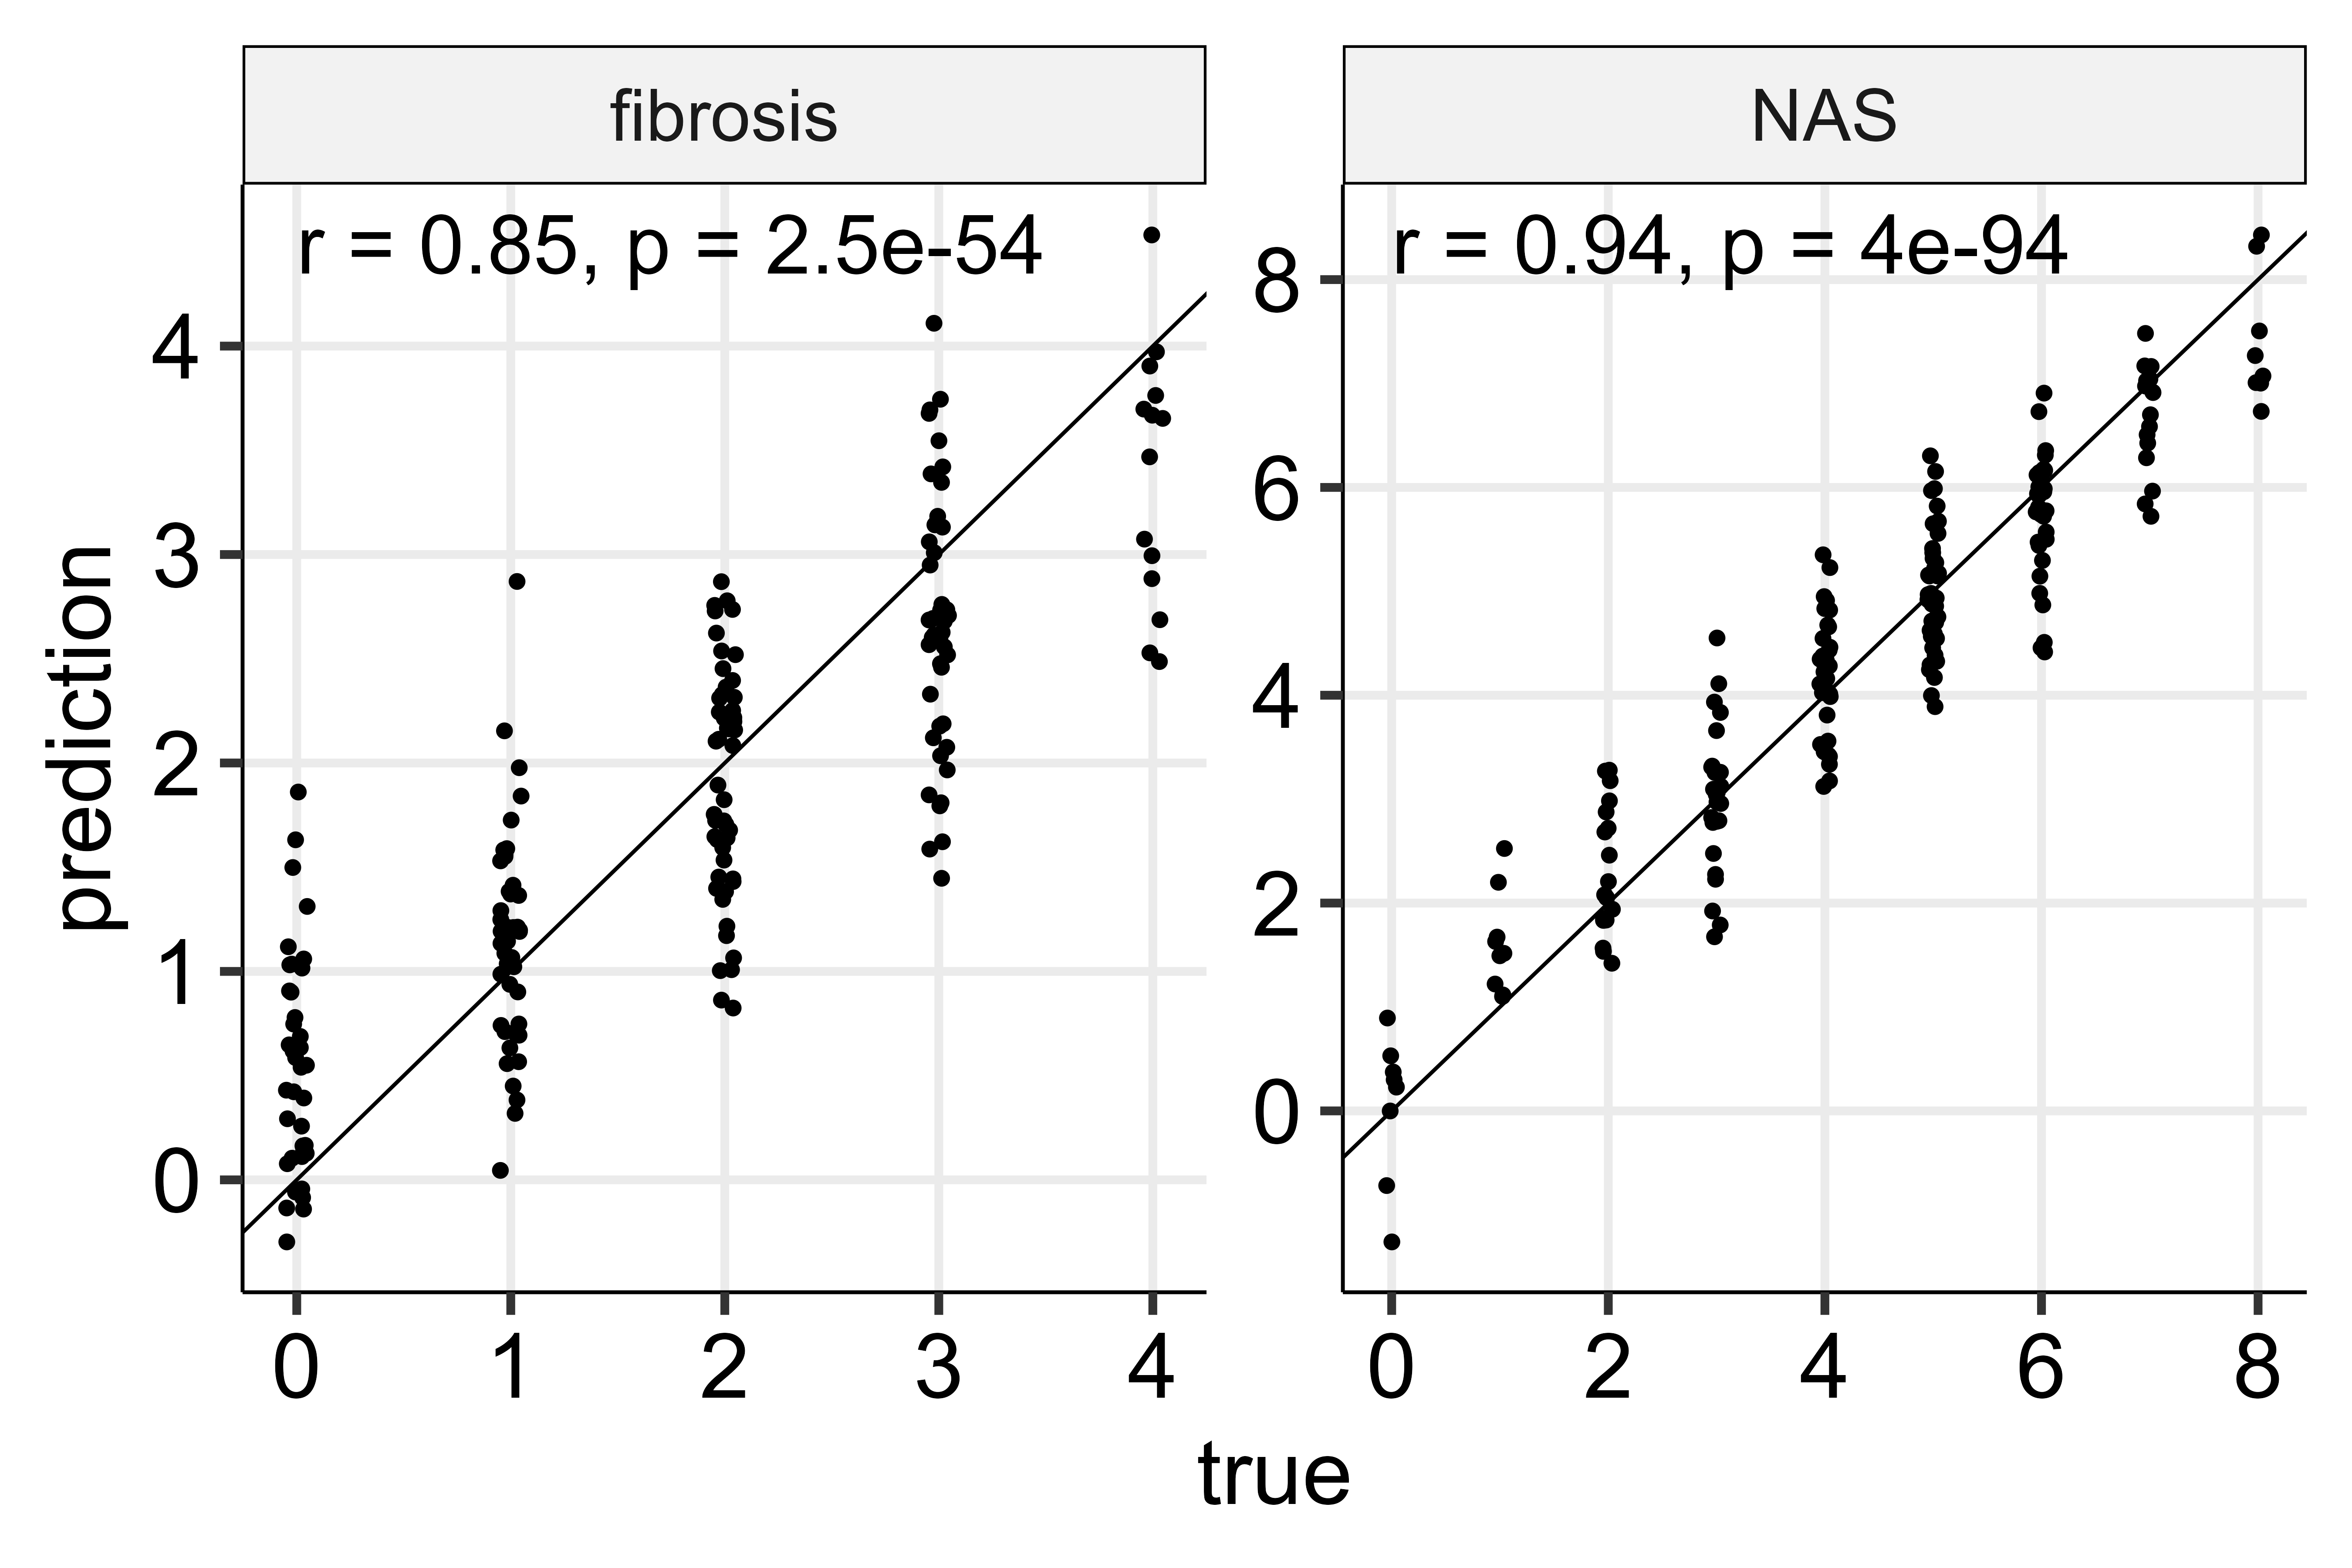 fibrosis
NAS
r = 0.85, p = 2.5e-54
r = 0.94, p = 4e-94
prediction
4
3
2
1
0
8
6
4
2
0
0 1 2 3 4
0 2 4 6 8
true